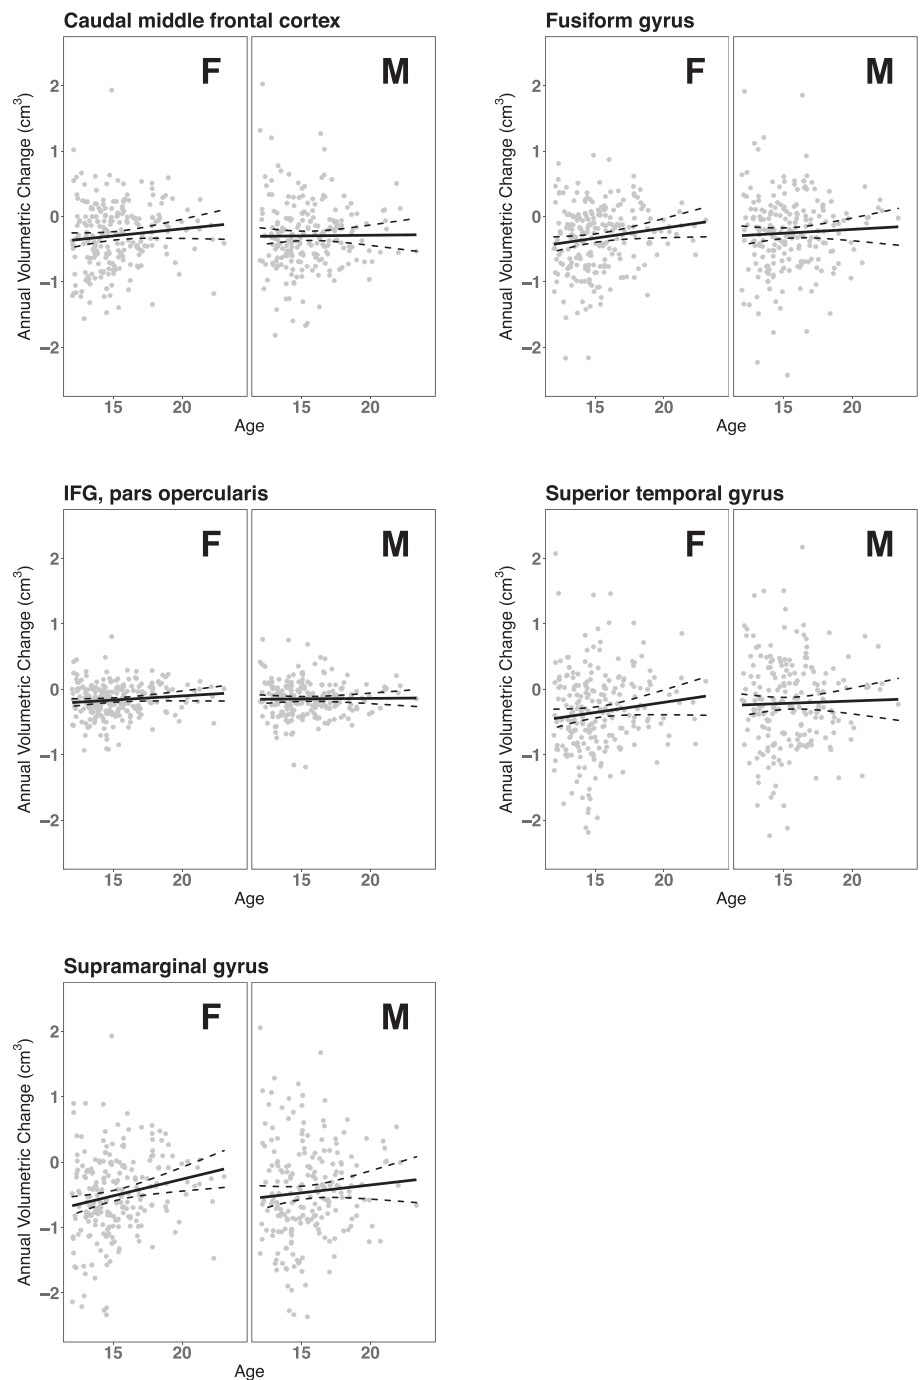 Caudal middle frontal cortex
F
M
Annual Volumetric Change (cm³)
2
1
0
−1
−2
15
20
15
20
Age
Fusiform gyrus
F
M
Annual Volumetric Change (cm³)
2
1
0
−1
−2
15
20
15
20
Age
IFG, pars opercularis
F
M
Annual Volumetric Change (cm³)
2
1
0
−1
−2
15
20
15
20
Age
Superior temporal gyrus
F
M
Annual Volumetric Change (cm³)
2
1
0
−1
−2
15
20
15
20
Age
Supramarginal gyrus
F
M
Annual Volumetric Change (cm³)
2
1
0
−1
−2
15
20
15
20
Age